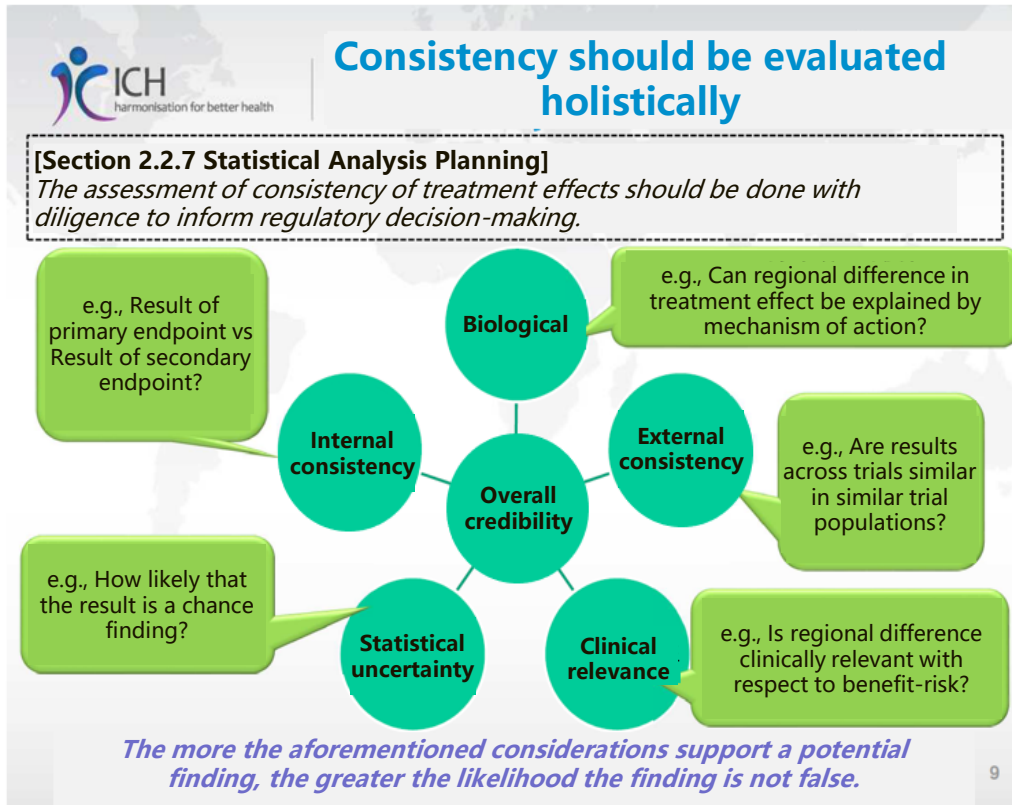 ICH
harmonisation for better health
Consistency should be evaluated
holistically
[Section 2.2.7 Statistical Analysis Planning]
The assessment of consistency of treatment effects should be done with
diligence to inform regulatory decision-making.
e.g., Result of
primary endpoint vs
Result of secondary
endpoint?
Biological
e.g., Can regional difference in
treatment effect be explained by
mechanism of action?
Internal
consistency
External
consistency
e.g., Are results
across trials similar
in similar trial
populations?
Overall
credibility
e.g., How likely that
the result is a chance
finding?
Statistical
uncertainty
Clinical
relevance
e.g., Is regional difference
clinically relevant with
respect to benefit-risk?
The more the aforementioned considerations support a potential
finding, the greater the likelihood the finding is not false.
9